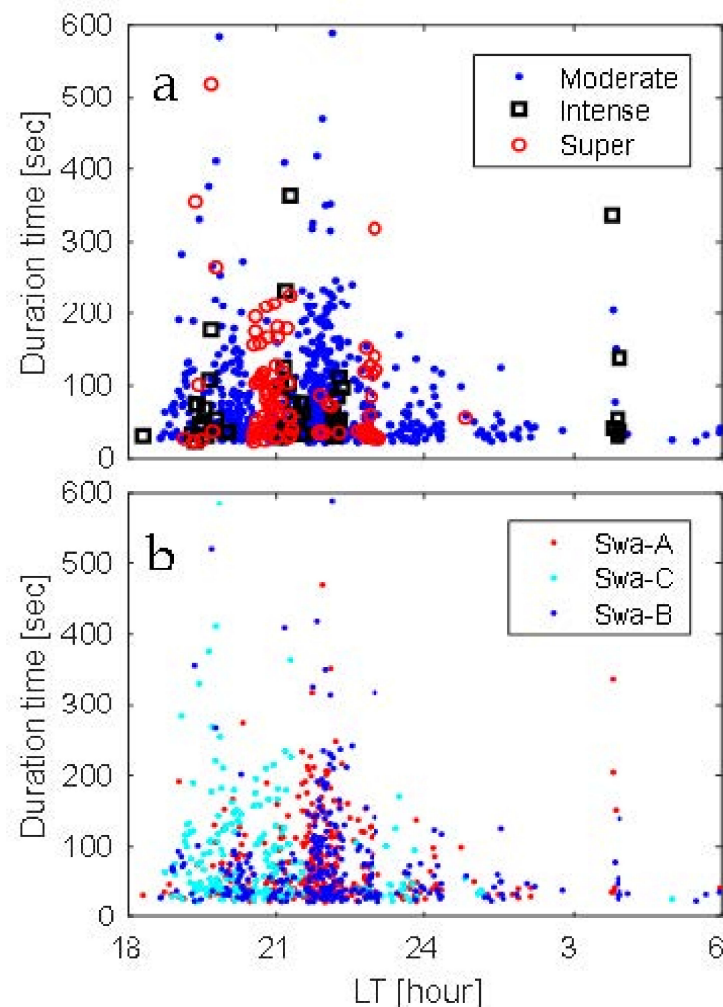 a
Moderate
Intense
Super
600
500
400
300
200
100
0
Duration time [sec]
b
Swa-A
Swa-C
Swa-B
600
500
400
300
200
100
0
Duration time [sec]
18
21
24
3
6
LT [hour]